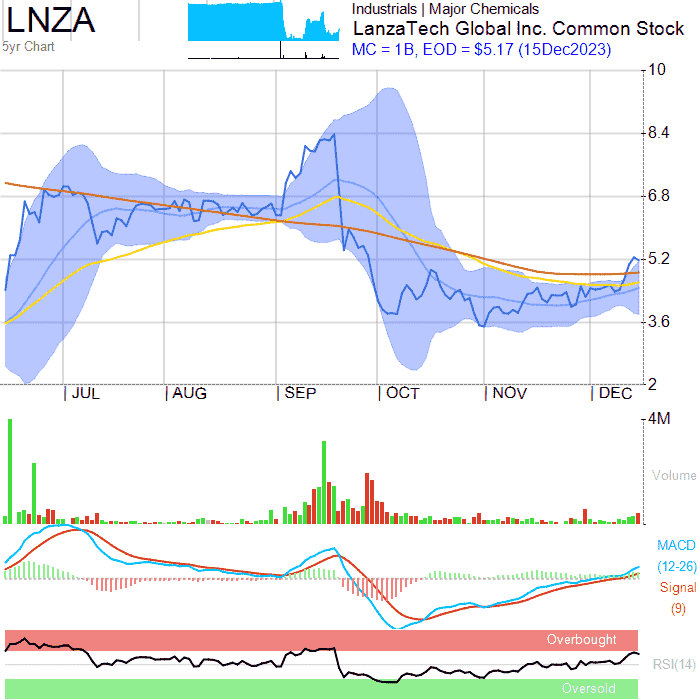 LNZA
5yr Chart
Industrials | Major Chemicals
LanzaTech Global Inc. Common Stock
MC = 1B, EOD = $5.17 (15Dec2023)
10
8.4
6.8
5.2
3.6
2
| JUL | AUG | SEP | OCT | NOV | DEC
4M
Volume
MACD
(12-26)
Signal
(9)
Overbought
RSI(14)
Oversold